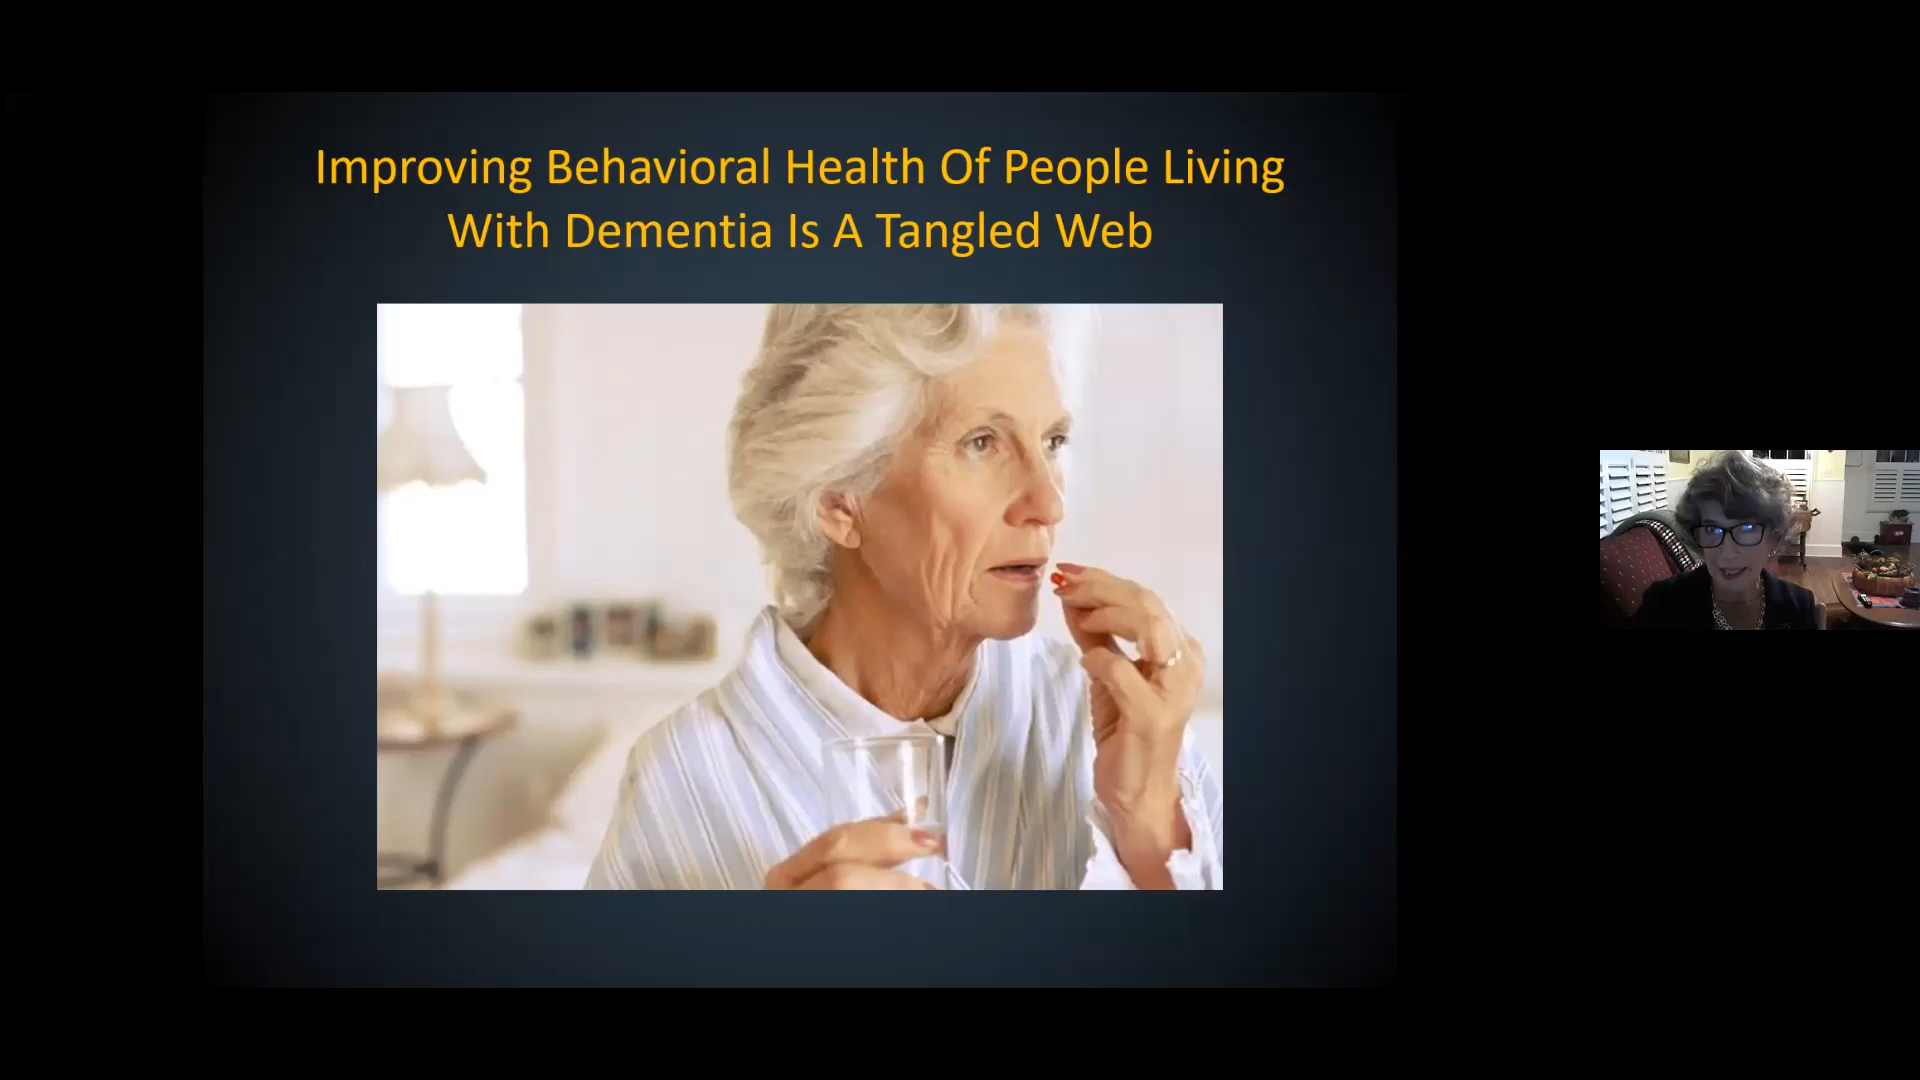 Improving Behavioral Health Of People Living
With Dementia Is A Tangled Web